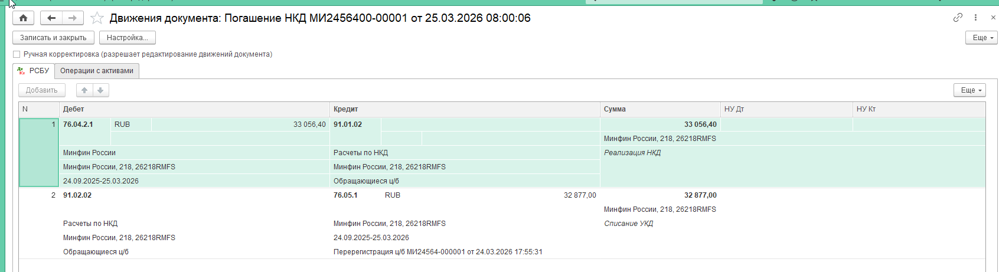 Движения документа: Погашение НКД МИ2456400-00001 от 25.03.2026 08:00:06
Записать и закрыть Настройка... Еще
Ручная корректировка (разрешает редактирование движений документа)
РСБУ Операции с активами
Добавить Еще
N Дебет Кредит Сумма НУ Дт НУ Кт
1 76.04.2.1 RUB 33 056,40 91.01.02 33 056,40
Минфин России, 218, 26218RMFS
Минфин России Расчеты по НКД Реализация НКД
Минфин России, 218, 26218RMFS Минфин России, 218, 26218RMFS
24.09.2025-25.03.2026 Обращающиеся ц/б
2 91.02.02 76.05.1 RUB 32 877,00 32 877,00
Минфин России, 218, 26218RMFS
Расчеты по НКД Минфин России, 218, 26218RMFS Списание УКД
Минфин России, 218, 26218RMFS 24.09.2025-25.03.2026
Обращающиеся ц/б Перерегистрация ц/б МИ24564-000001 от 24.03.2026 17:55:31